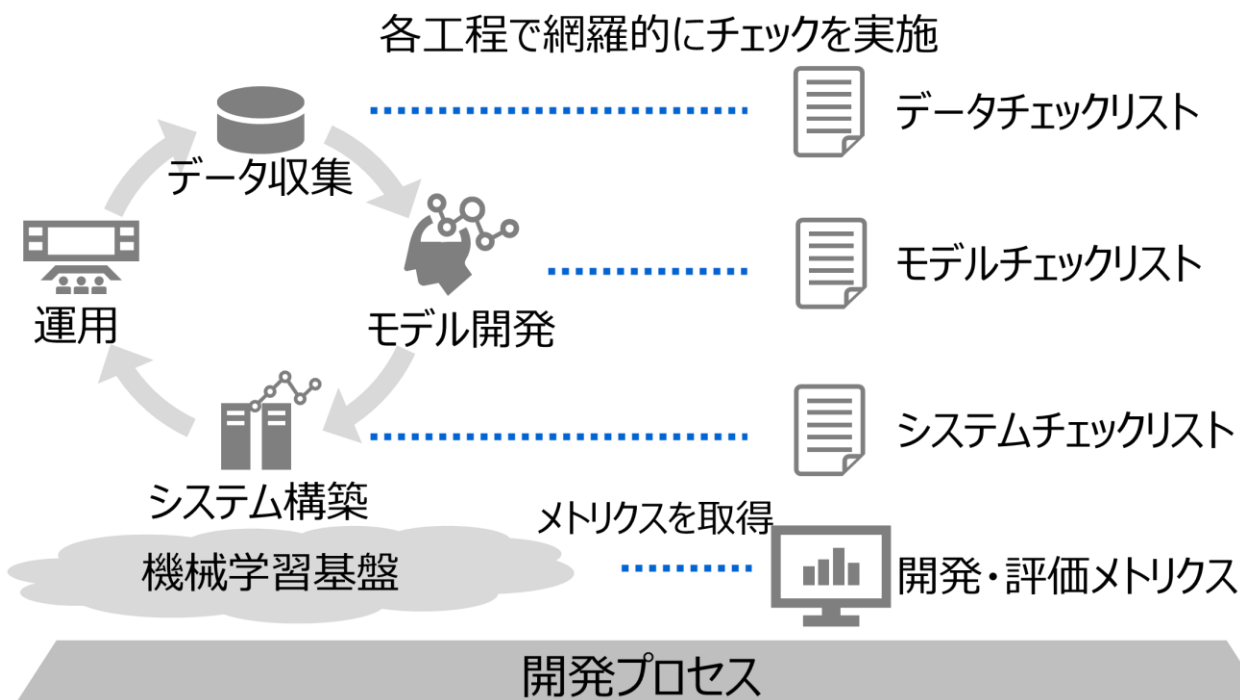 各工程で網羅的にチェックを実施
データチェックリスト
データ収集
モデルチェックリスト
運用
モデル開発
システムチェックリスト
システム構築
メトリクスを取得
機械学習基盤
開発・評価メトリクス
開発プロセス